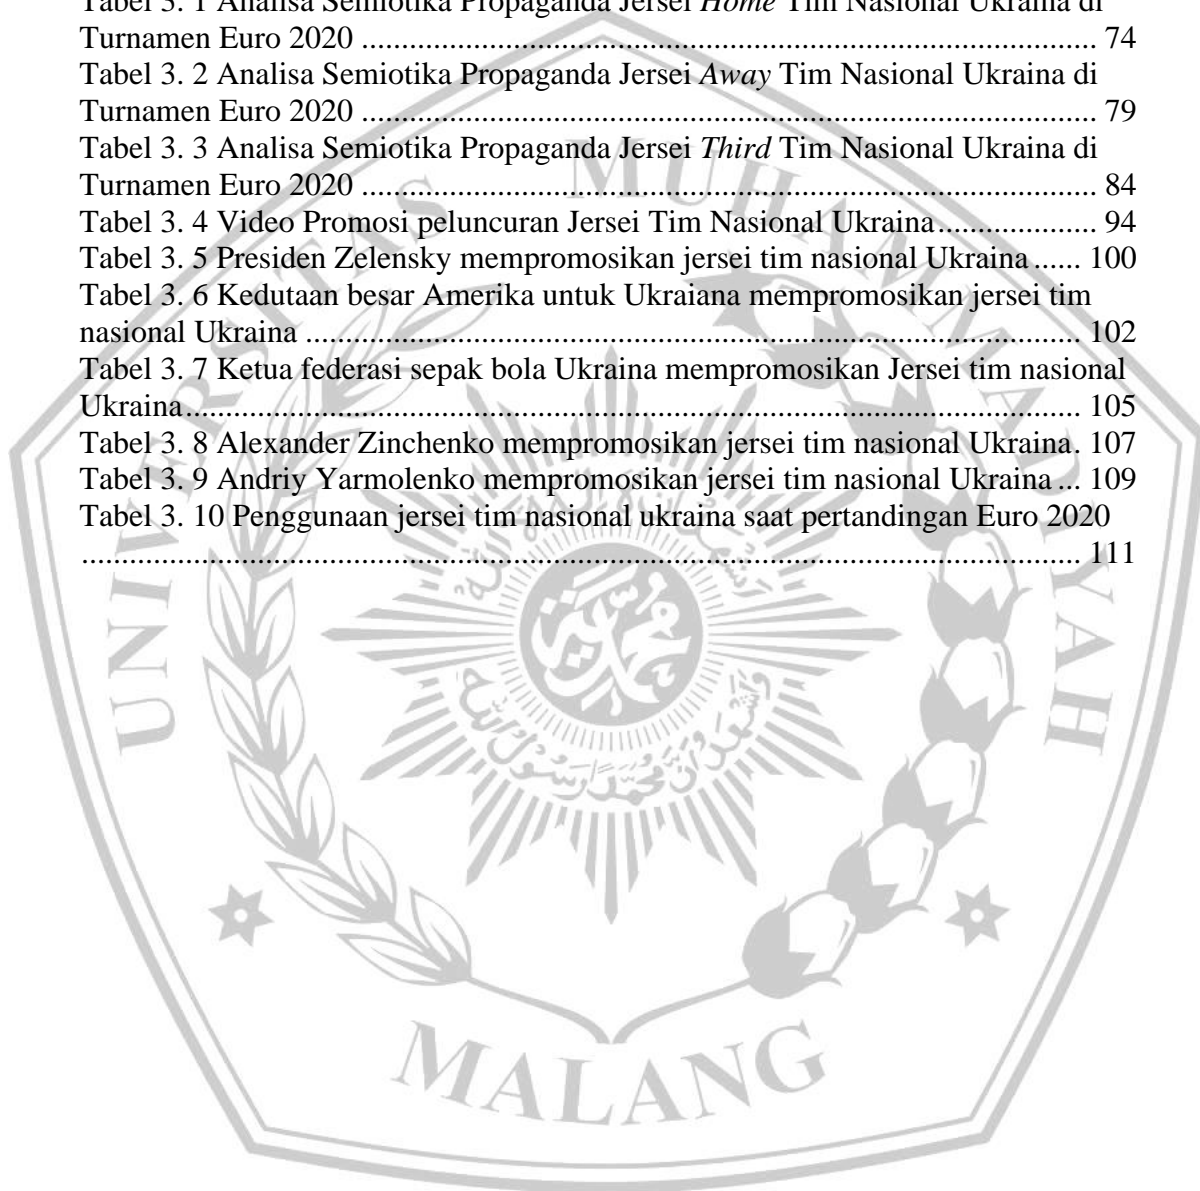 Tabel 3. 1 Analisa Semiotika Propaganda Jersei Home Tim Nasional Ukraina di
Turnamen Euro 2020 ............................................................................................. 74
Tabel 3. 2 Analisa Semiotika Propaganda Jersei Away Tim Nasional Ukraina di
Turnamen Euro 2020 ............................................................................................. 79
Tabel 3. 3 Analisa Semiotika Propaganda Jersei Third Tim Nasional Ukraina di
Turnamen Euro 2020 ............................................................................................. 84
Tabel 3. 4 Video Promosi peluncuran Jersei Tim Nasional Ukraina.................... 94
Tabel 3. 5 Presiden Zelensky mempromosikan jersei tim nasional Ukraina...... 100
Tabel 3. 6 Kedutaan besar Amerika untuk Ukraiana mempromosikan jersei tim
nasional Ukraina .................................................................................................. 102
Tabel 3. 7 Ketua federasi sepak bola Ukraina mempromosikan Jersei tim nasional
Ukraina................................................................................................................. 105
Tabel 3. 8 Alexander Zinchenko mempromosikan jersei tim nasional Ukraina. 107
Tabel 3. 9 Andriy Yarmolenko mempromosikan jersei tim nasional Ukraina ... 109
Tabel 3. 10 Penggunaan jersei tim nasional ukraina saat pertandingan Euro 2020
.............................................................................................................................. 111
UNIVERSITAS MUHAMMADIYAH
MALANG